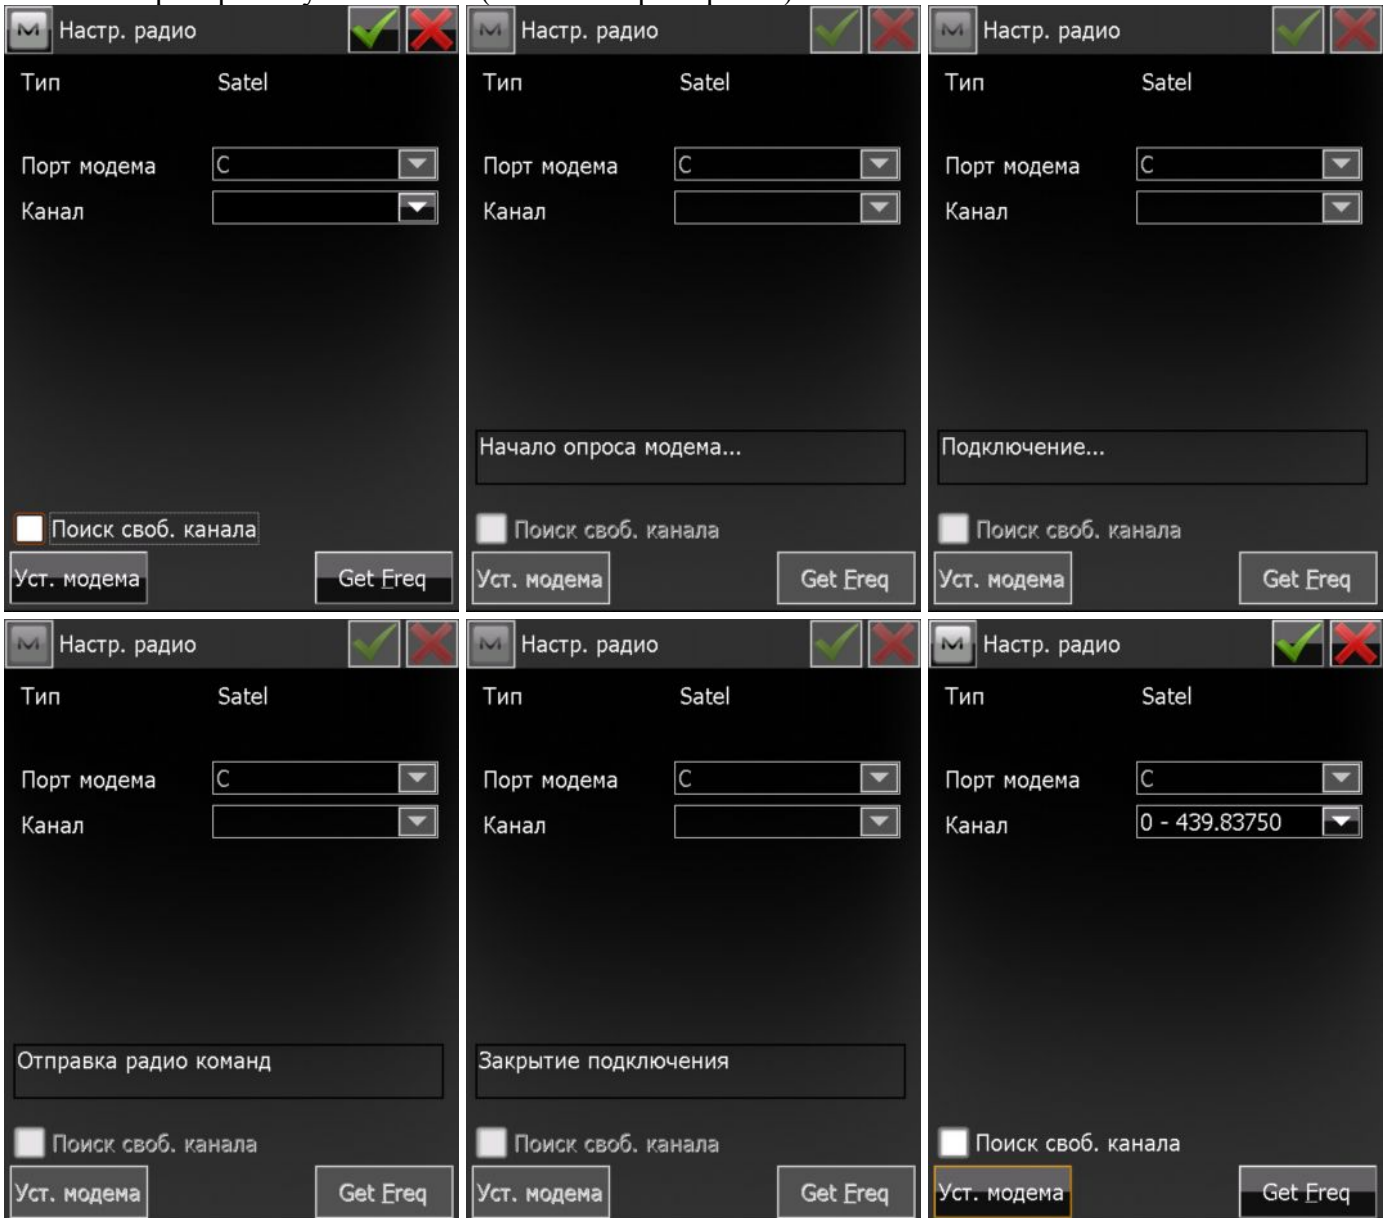 Настр. радио
Тип Satel
Порт модема C
Канал
Поиск своб. канала
Уст. модема Get Freq
Настр. радио
Тип Satel
Порт модема C
Канал
Начало опроса модема...
Поиск своб. канала
Уст. модема Get Freq
Настр. радио
Тип Satel
Порт модема C
Канал
Подключение...
Поиск своб. канала
Уст. модема Get Freq
Настр. радио
Тип Satel
Порт модема C
Канал
Отправка радио команд
Поиск своб. канала
Уст. модема Get Freq
Настр. радио
Тип Satel
Порт модема C
Канал
Закрытие подключения
Поиск своб. канала
Уст. модема Get Freq
Настр. радио
Тип Satel
Порт модема C
Канал 0 - 439.83750
Поиск своб. канала
Уст. модема Get Freq